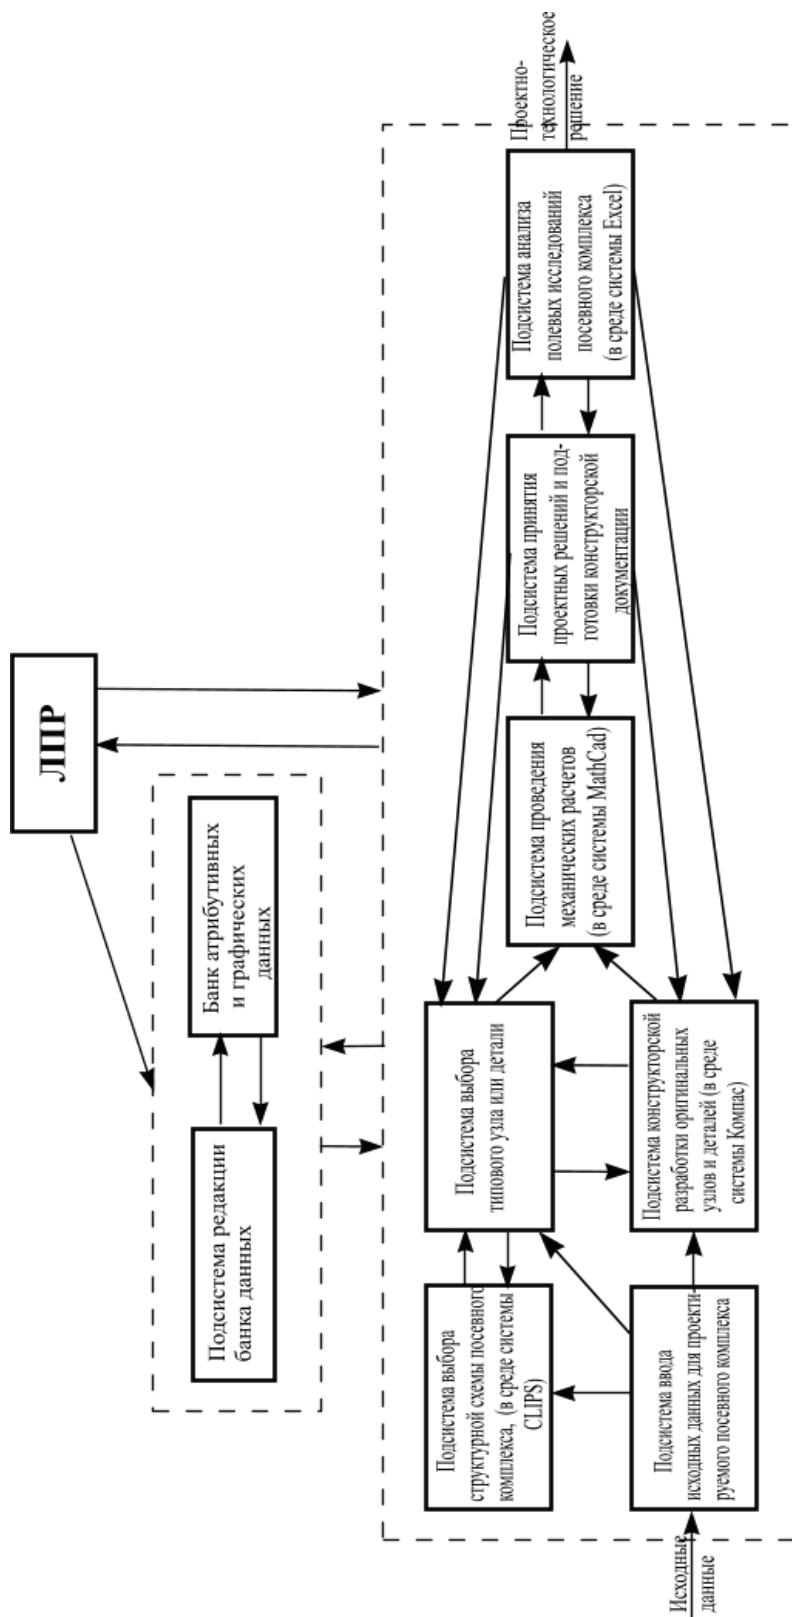 ЛПР
Подсистема редакции
банка данных
Банк атрибутивных
и графических
данных
Подсистема выбора
структурной схемы посевного
комплекса, (в среде системы
CLIPS)
Подсистема выбора
типового узла или детали
Подсистема проведения
механических расчетов
(в среде системы MathCad)
Подсистема принятия
проектных решений и под-
готовки конструкторской
документации
Подсистема анализа
полевых исследований
посевного комплекса
(в среде системы Excel)
Проектно-
технологическое
решение
Исходные
данные
Подсистема ввода
исходных данных для проекти-
руемого посевного комплекса
Подсистема конструкторской
разработки оригинальных
узлов и деталей (в среде
системы Компас)